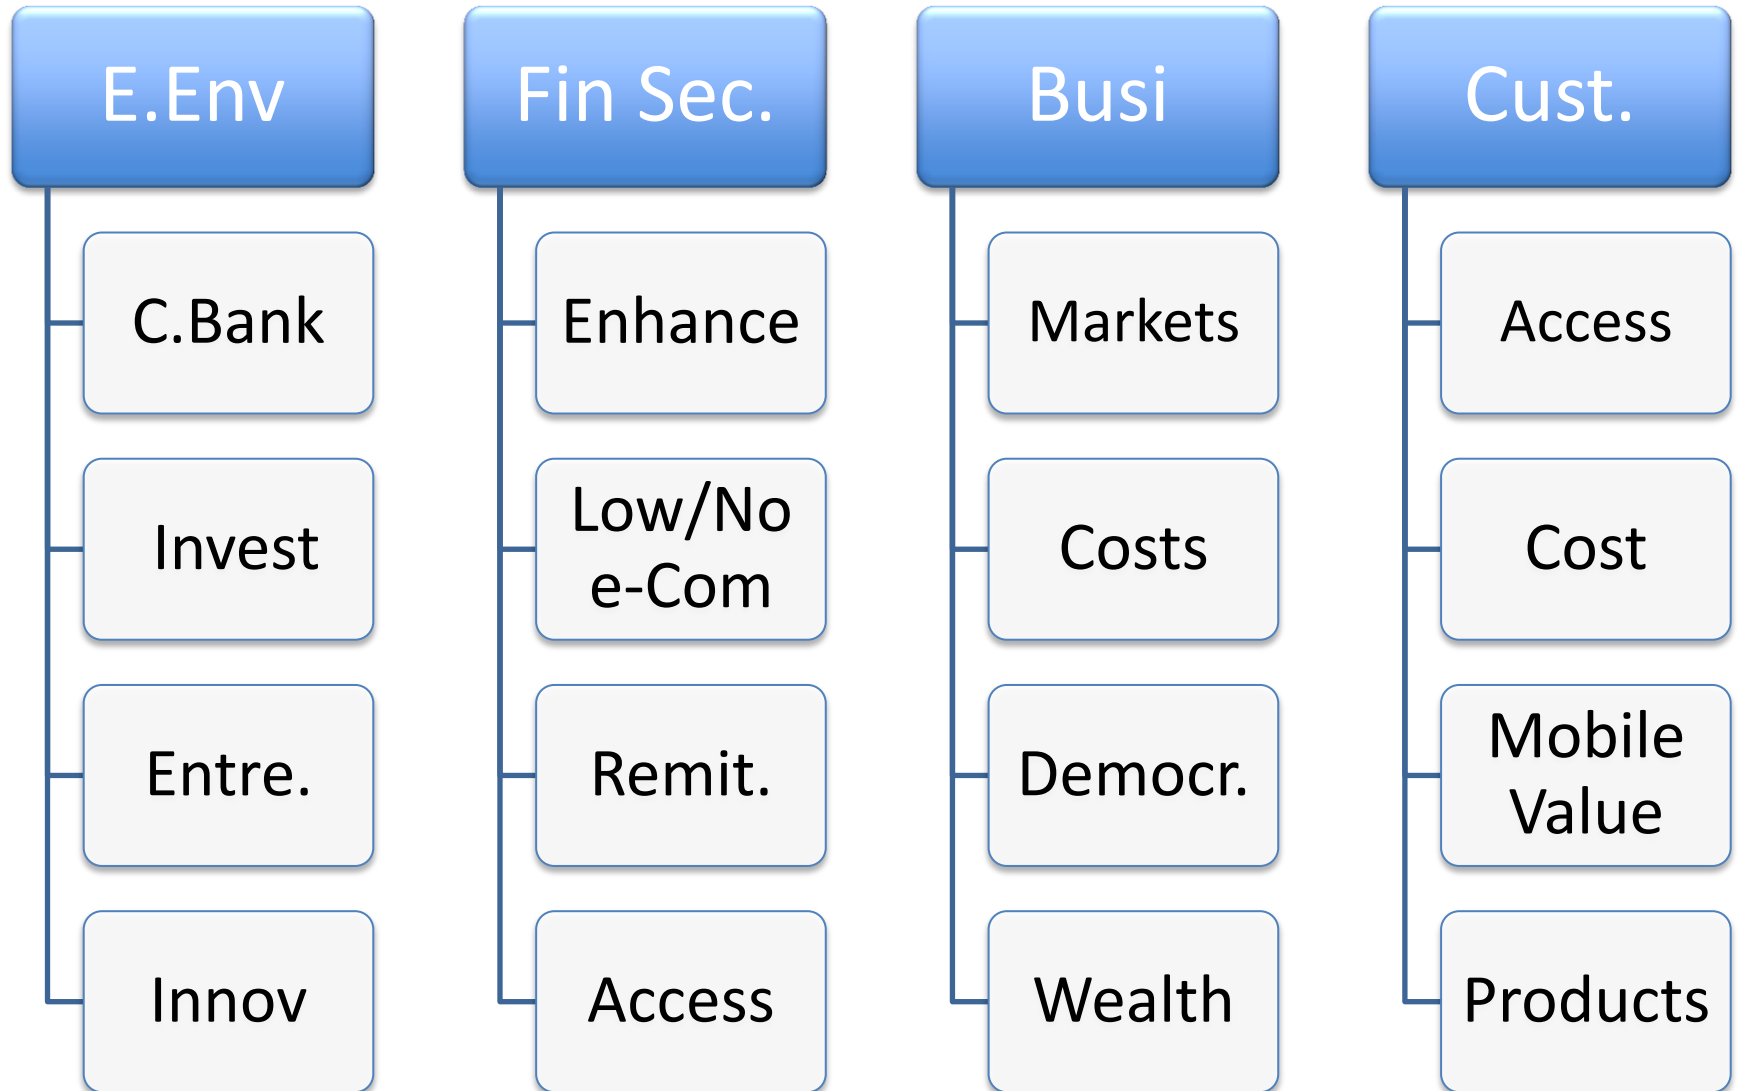 E.Env
C.Bank
Invest
Entre.
Innov
Fin Sec.
Enhance
Low/No
e-Com
Remit.
Access
Busi
Markets
Costs
Democr.
Wealth
Cust.
Access
Cost
Mobile
Value
Products